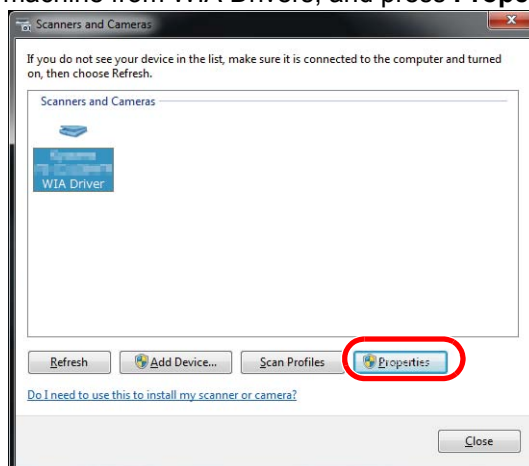 machine from WIA Drivers, and press Prope
Scanners and Cameras
If you do not see your device in the list, make sure it is connected to the computer and turned
on, then choose Refresh.
Scanners and Cameras
WIA Driver
Refresh Add Device... Scan Profiles Properties
Do I need to use this to install my scanner or camera?
Close